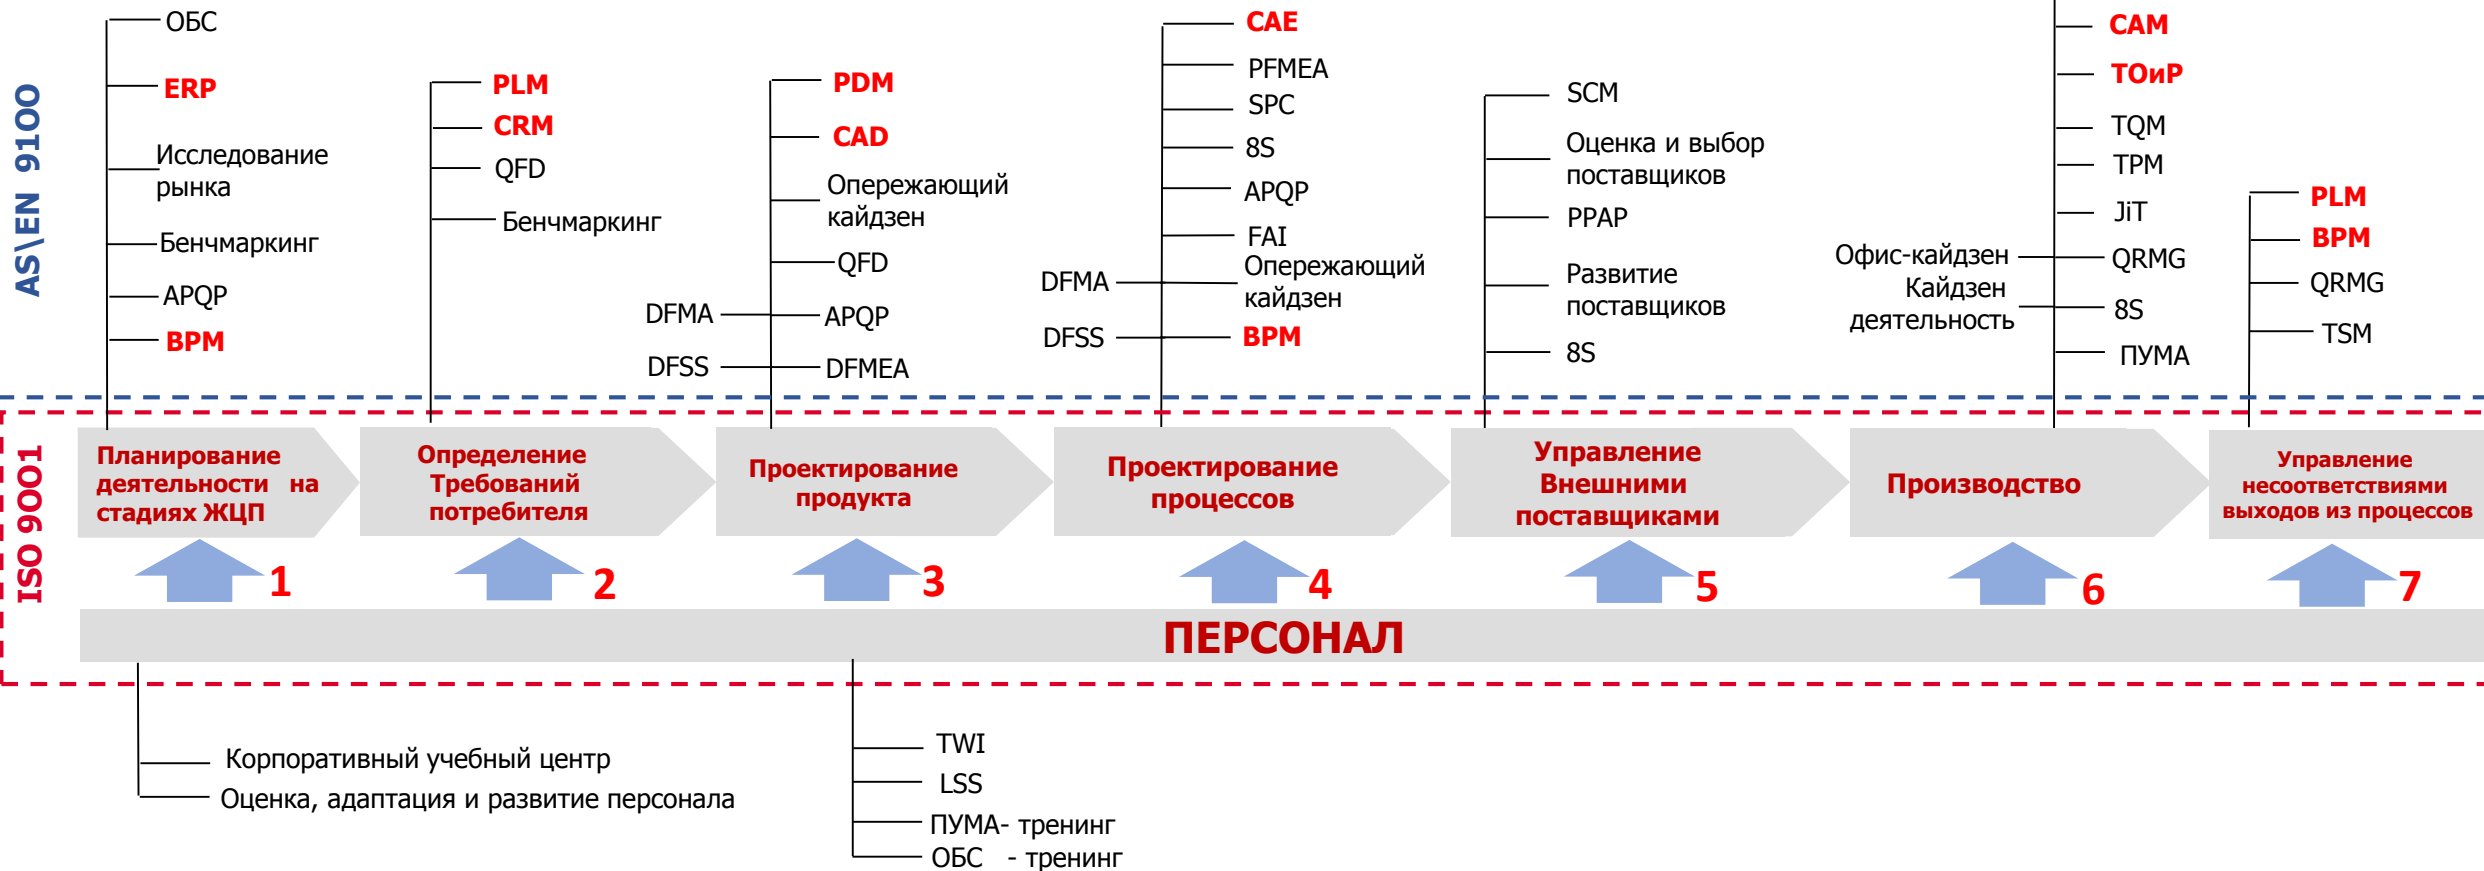 AS\EN 9100
ОБС
ERP
Исследование
рынка
Бенчмаркинг
APQP
BPM
PLM
CRM
QFD
Бенчмаркинг
PDM
CAD
Опережающий
кайдзен
QFD
DFMA
APQP
DFSS
DFMEA
CAE
PFMEA
SPC
8S
APQP
FAI
DFMA
Опережающий
кайдзен
DFSS
BPM
SCM
Оценка и выбор
поставщиков
PPAP
Развитие
поставщиков
8S
CAM
ТОиР
TQM
TPM
JiT
Офис-кайдзен
QRMG
Кайдзен
деятельность
8S
ПУМА
PLM
BPM
QRMG
TSM
ISO 9001
Планирование
деятельности на
стадиях ЖЦП
Определение
Требований
потребителя
Проектирование
продукта
Проектирование
процессов
Управление
Внешними
поставщиками
Производство
Управление
несоответствиями
выходов из процессов
1
2
3
4
5
6
7
ПЕРСОНАЛ
Корпоративный учебный центр
Оценка, адаптация и развитие персонала
TWI
LSS
ПУМА- тренинг
ОБС - тренинг